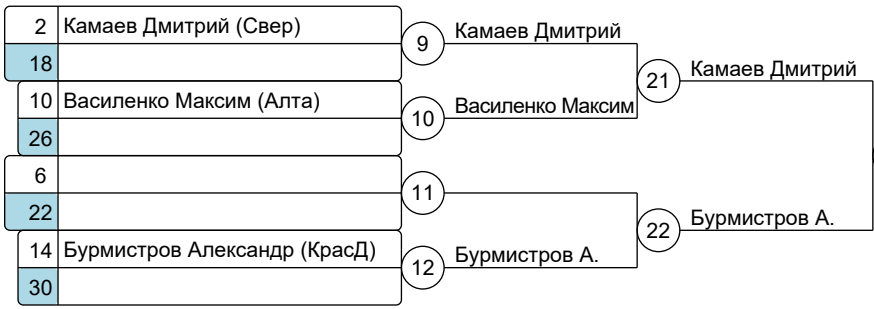 2 Камаев Дмитрий (Свер)
18
9 Камаев Дмитрий
10 Василенко Максим (Алта)
26
10 Василенко Максим
21 Камаев Дмитрий
6
22
11
14 Бурмистров Александр (КрасД)
30
12 Бурмистров А.
22 Бурмистров А.